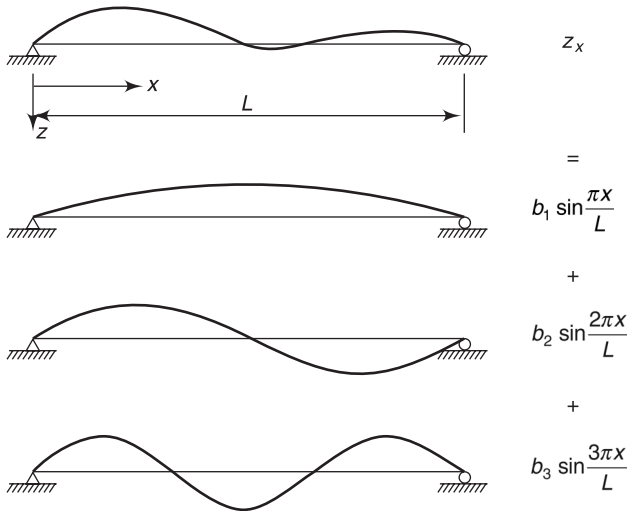 z_x
x
L
z
=
b_1 sin πx/L
+
b_2 sin 2πx/L
+
b_3 sin 3πx/L